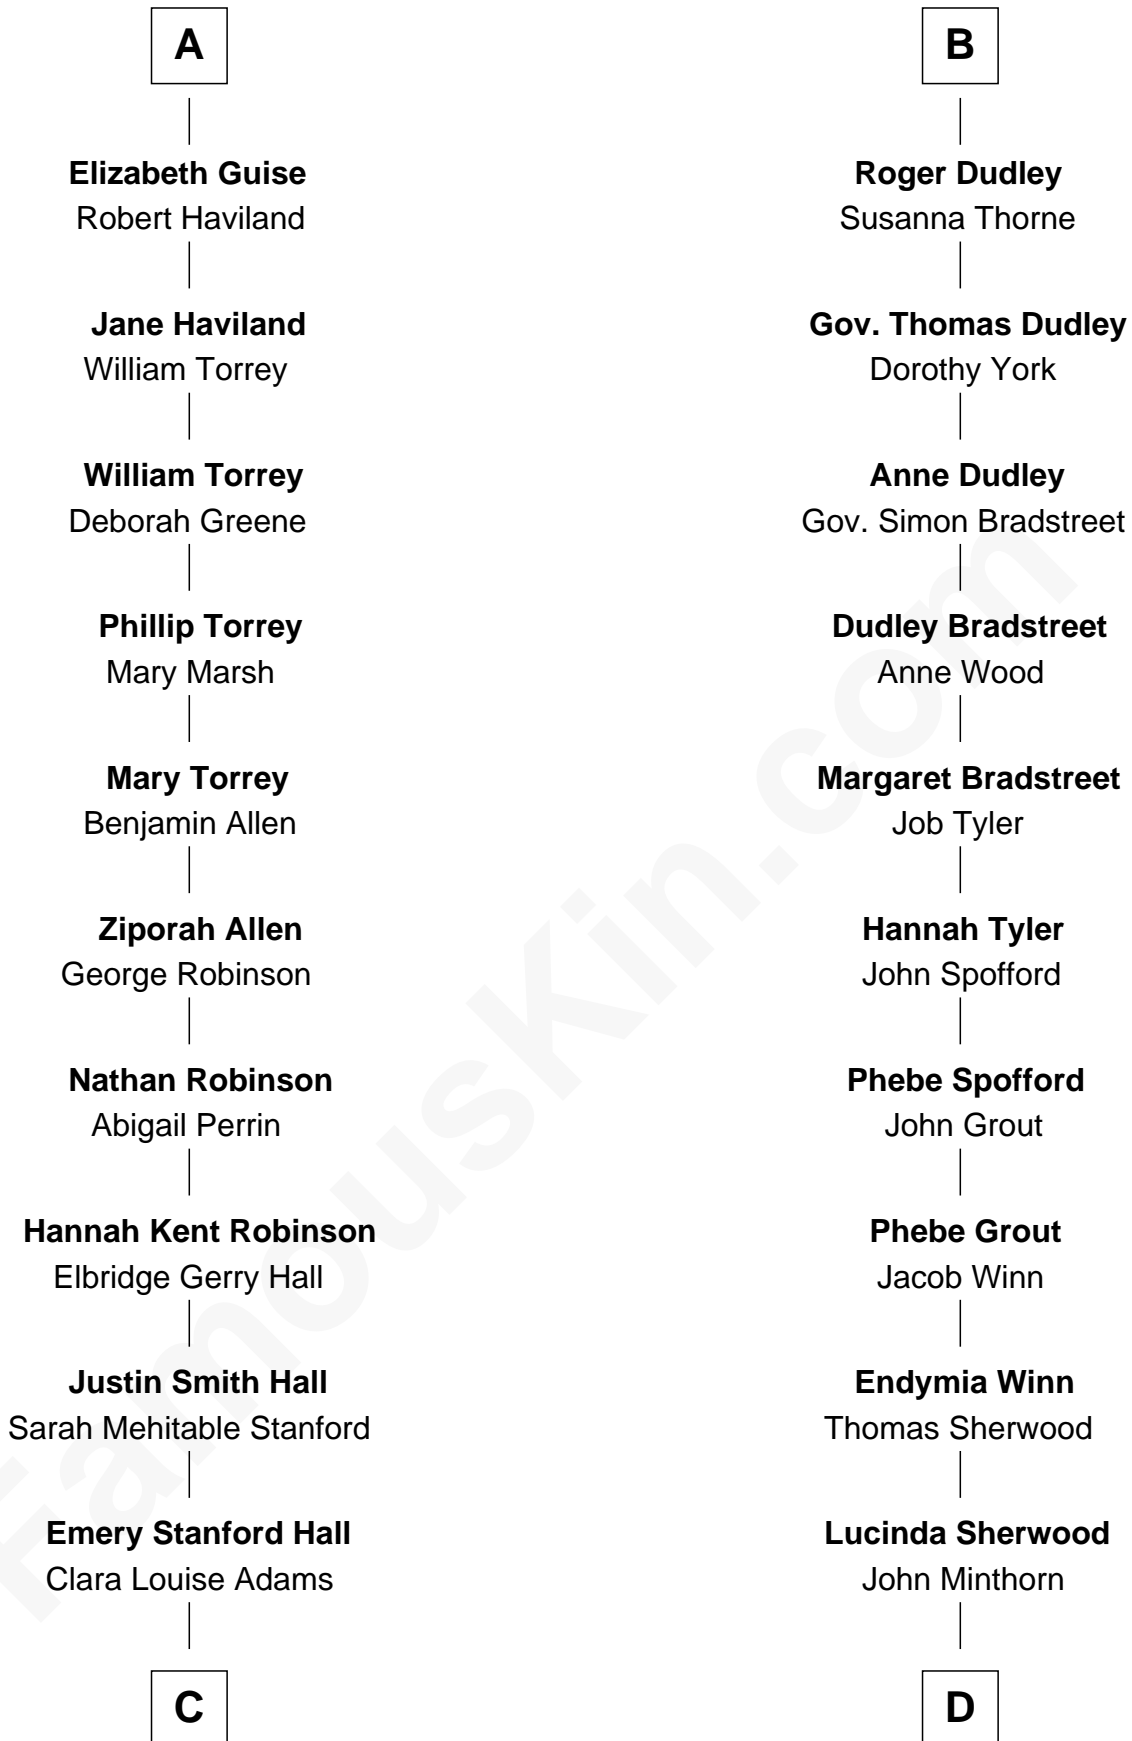 A
Elizabeth Guise
Robert Haviland
Jane Haviland
William Torrey
William Torrey
Deborah Greene
Phillip Torrey
Mary Marsh
Mary Torrey
Benjamin Allen
Ziporah Allen
George Robinson
Nathan Robinson
Abigail Perrin
Hannah Kent Robinson
Elbridge Gerry Hall
Justin Smith Hall
Sarah Mehitable Stanford
Emery Stanford Hall
Clara Louise Adams
C
B
Roger Dudley
Susanna Thorne
Gov. Thomas Dudley
Dorothy York
Anne Dudley
Gov. Simon Bradstreet
Dudley Bradstreet
Anne Wood
Margaret Bradstreet
Job Tyler
Hannah Tyler
John Spofford
Phebe Spofford
John Grout
Phebe Grout
Jacob Winn
Endymia Winn
Thomas Sherwood
Lucinda Sherwood
John Minthorn
D
FamousKin.com